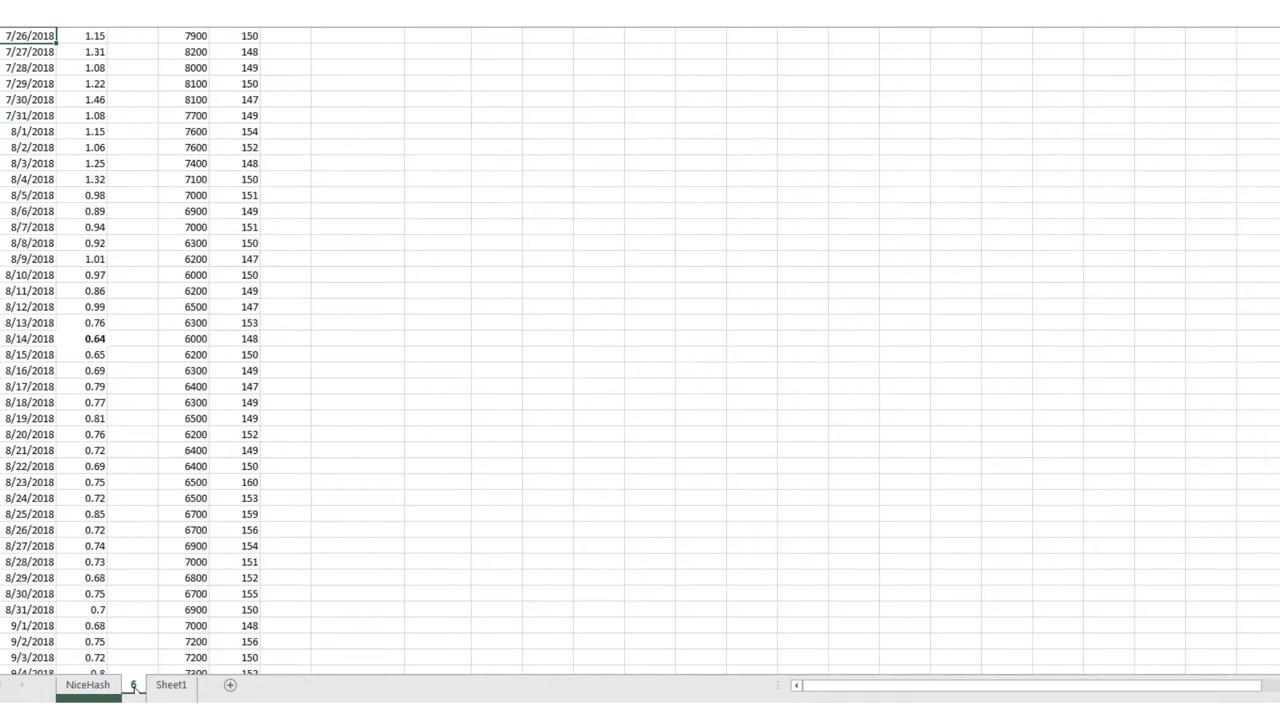 7/26/2018 1.15 7900 150
7/27/2018 1.31 8200 148
7/28/2018 1.08 8000 149
7/29/2018 1.22 8100 150
7/30/2018 1.46 8100 147
7/31/2018 1.08 7700 149
8/1/2018 1.15 7600 154
8/2/2018 1.06 7600 152
8/3/2018 1.25 7400 148
8/4/2018 1.32 7100 150
8/5/2018 0.98 7000 151
8/6/2018 0.89 6900 149
8/7/2018 0.94 7000 151
8/8/2018 0.92 6300 150
8/9/2018 1.01 6200 147
8/10/2018 0.97 6000 150
8/11/2018 0.86 6200 149
8/12/2018 0.99 6500 147
8/13/2018 0.76 6300 153
8/14/2018 0.64 6000 148
8/15/2018 0.65 6200 150
8/16/2018 0.69 6300 149
8/17/2018 0.79 6400 147
8/18/2018 0.77 6300 149
8/19/2018 0.81 6500 149
8/20/2018 0.76 6200 152
8/21/2018 0.72 6400 149
8/22/2018 0.69 6400 150
8/23/2018 0.75 6500 160
8/24/2018 0.72 6500 153
8/25/2018 0.85 6700 159
8/26/2018 0.72 6700 156
8/27/2018 0.74 6900 154
8/28/2018 0.73 7000 151
8/29/2018 0.68 6800 152
8/30/2018 0.75 6700 155
8/31/2018 0.7 6900 150
9/1/2018 0.68 7000 148
9/2/2018 0.75 7200 156
9/3/2018 0.72 7200 150
9/4/2018 0.8 7300 152
NiceHash 6 Sheet1